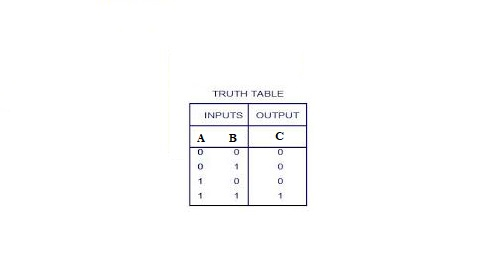 TRUTH TABLE
INPUTS OUTPUT
A B C
0 0 0
0 1 0
1 0 0
1 1 1